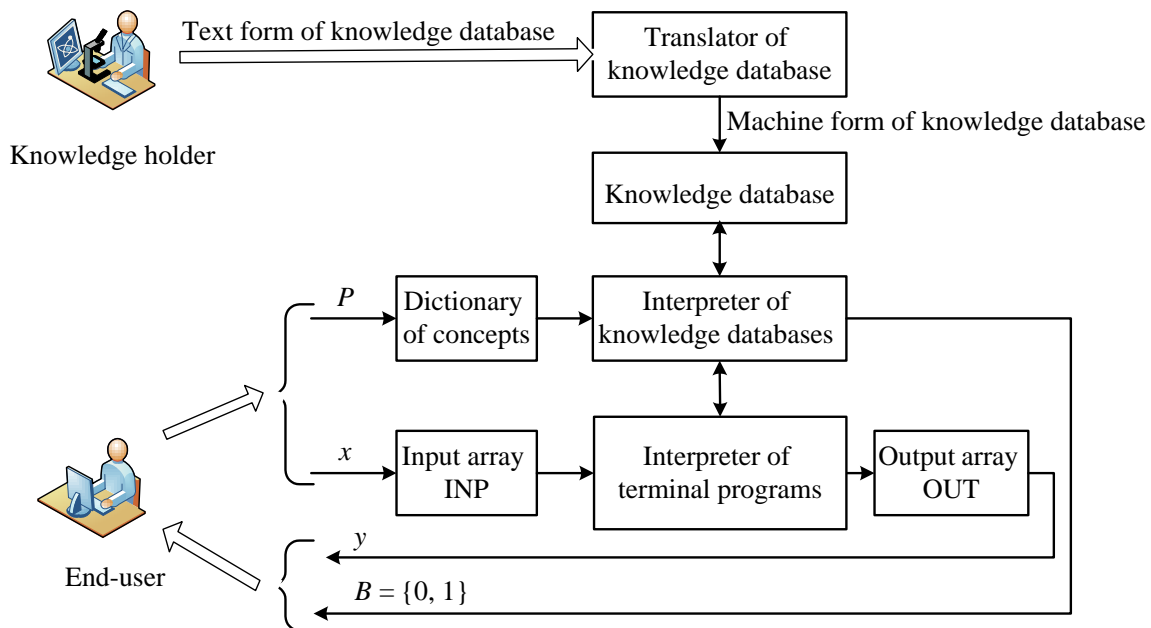 Text form of knowledge database
Translator of
knowledge database
Machine form of knowledge database
Knowledge holder
Knowledge database
P
Dictionary
of concepts
Interpreter of
knowledge databases
x
Input array
INP
Interpreter of
terminal programs
Output array
OUT
y
End-user
B = {0, 1}